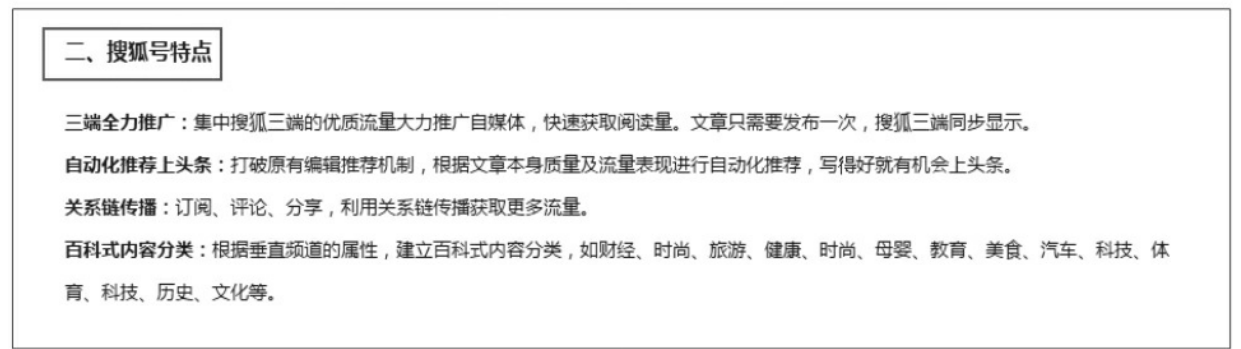 二、搜狐号特点
三端全力推广：集中搜狐三端的优质流量大力推广自媒体，快速获取阅读量。文章只需要发布一次，搜狐三端同步显示。
自动化推荐上头条：打破原有编辑推荐机制，根据文章本身质量及流量表现进行自动化推荐，写得好就有机会上头条。
关系链传播：订阅、评论、分享，利用关系链传播获取更多流量。
百科式内容分类：根据垂直频道的属性，建立百科式内容分类，如财经、时尚、旅游、健康、时尚、母婴、教育、美食、汽车、科技、体
育、科技、历史、文化等。